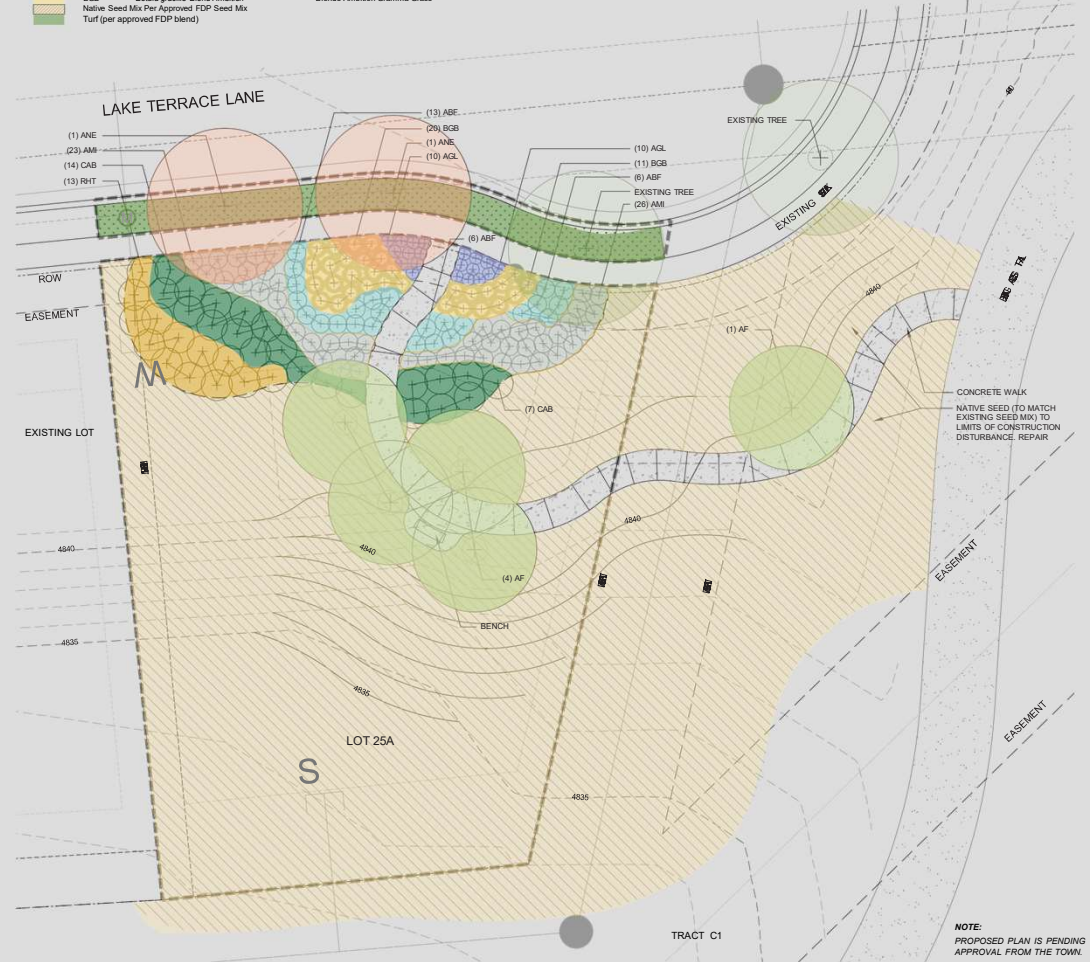 Native Seed Mix Per Approved FDP Seed Mix
Turf (per approved FDP blend)
LAKE TERRACE LANE
(1) ANE
(23) AMI
(14) CAB
(13) RHT
(13) ABF
(20) BGB
(1) ANE
(10) AGL
(10) AGL
(11) BGB
(6) ABF
EXISTING TREE
(26) AMI
EXISTING TREE
EXISTING
(6) ABF
ROW
EASEMENT
4840
(1) AF
M
(7) CAB
CONCRETE WALK
NATIVE SEED (TO MATCH
EXISTING SEED MIX) TO
LIMITS OF CONSTRUCTION
DISTURBANCE. REPAIR
EXISTING LOT
4840
4840
4840
(4) AF
EASEMENT
BENCH
4835
4835
EASEMENT
LOT 25A
S
4835
TRACT C1
NOTE:
PROPOSED PLAN IS PENDING
APPROVAL FROM THE TOWN.